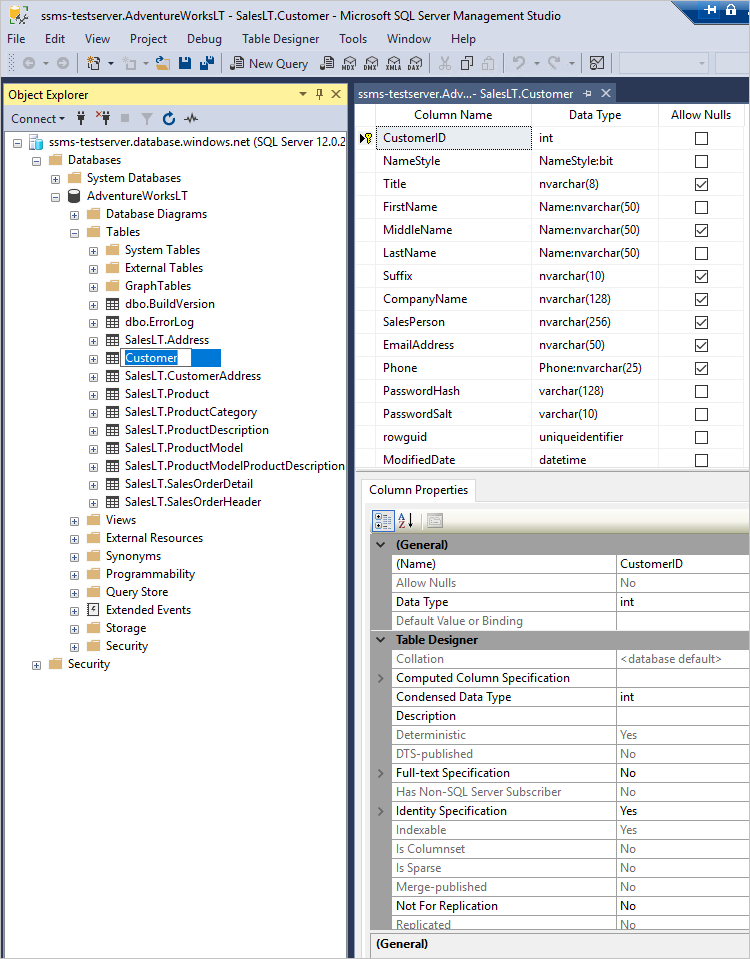 ssms-testserver.AdventureWorksLT - SalesLT.Customer - Microsoft SQL Server Management Studio
File Edit View Project Debug Table Designer Tools Window Help
New Query MDX DMX XMLA DAX
Object Explorer
Connect
ssms-testserver.database.windows.net (SQL Server 12.0.2
Databases
System Databases
AdventureWorksLT
Database Diagrams
Tables
System Tables
External Tables
GraphTables
dbo.BuildVersion
dbo.ErrorLog
SalesLT.Address
Customer
SalesLT.CustomerAddress
SalesLT.Product
SalesLT.ProductCategory
SalesLT.ProductDescription
SalesLT.ProductModel
SalesLT.ProductModelProductDescription
SalesLT.SalesOrderDetail
SalesLT.SalesOrderHeader
Views
External Resources
Synonyms
Programmability
Query Store
Extended Events
Storage
Security
Security
ssms-testserver.Adv...- SalesLT.Customer
Column Name Data Type Allow Nulls
CustomerID int
NameStyle NameStyle:bit
Title nvarchar(8)
FirstName Name:nvarchar(50)
MiddleName Name:nvarchar(50)
LastName Name:nvarchar(50)
Suffix nvarchar(10)
CompanyName nvarchar(128)
SalesPerson nvarchar(256)
EmailAddress nvarchar(50)
Phone Phone:nvarchar(25)
PasswordHash varchar(128)
PasswordSalt varchar(10)
rowguid uniqueidentifier
ModifiedDate datetime
Column Properties
A Z
(General)
(Name) CustomerID
Allow Nulls No
Data Type int
Default Value or Binding
Table Designer
Collation <database default>
Computed Column Specification
Condensed Data Type int
Description
Deterministic Yes
DTS-published No
Full-text Specification No
Has Non-SQL Server Subscriber No
Identity Specification Yes
Indexable Yes
Is Columnset No
Is Sparse No
Merge-published No
Not For Replication No
Replicated No
(General)